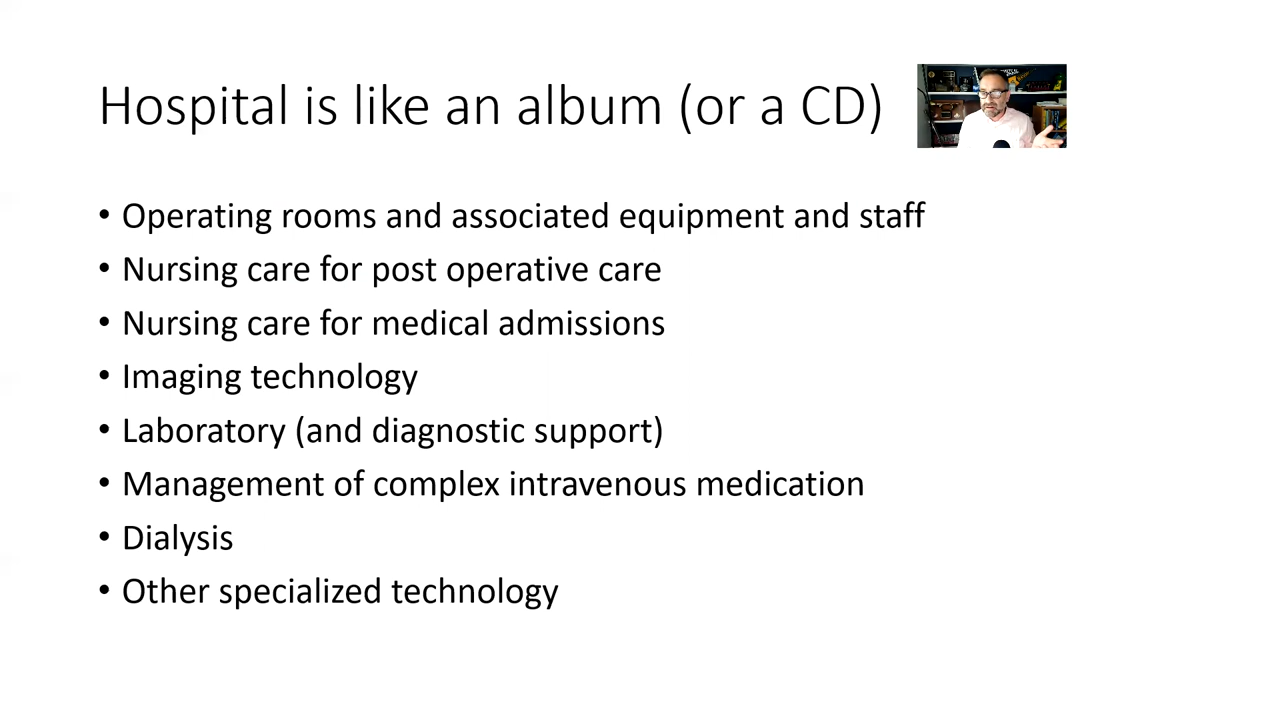 Hospital is like an album (or a CD)
• Operating rooms and associated equipment and staff
• Nursing care for post operative care
• Nursing care for medical admissions
• Imaging technology
• Laboratory (and diagnostic support)
• Management of complex intravenous medication
• Dialysis
• Other specialized technology